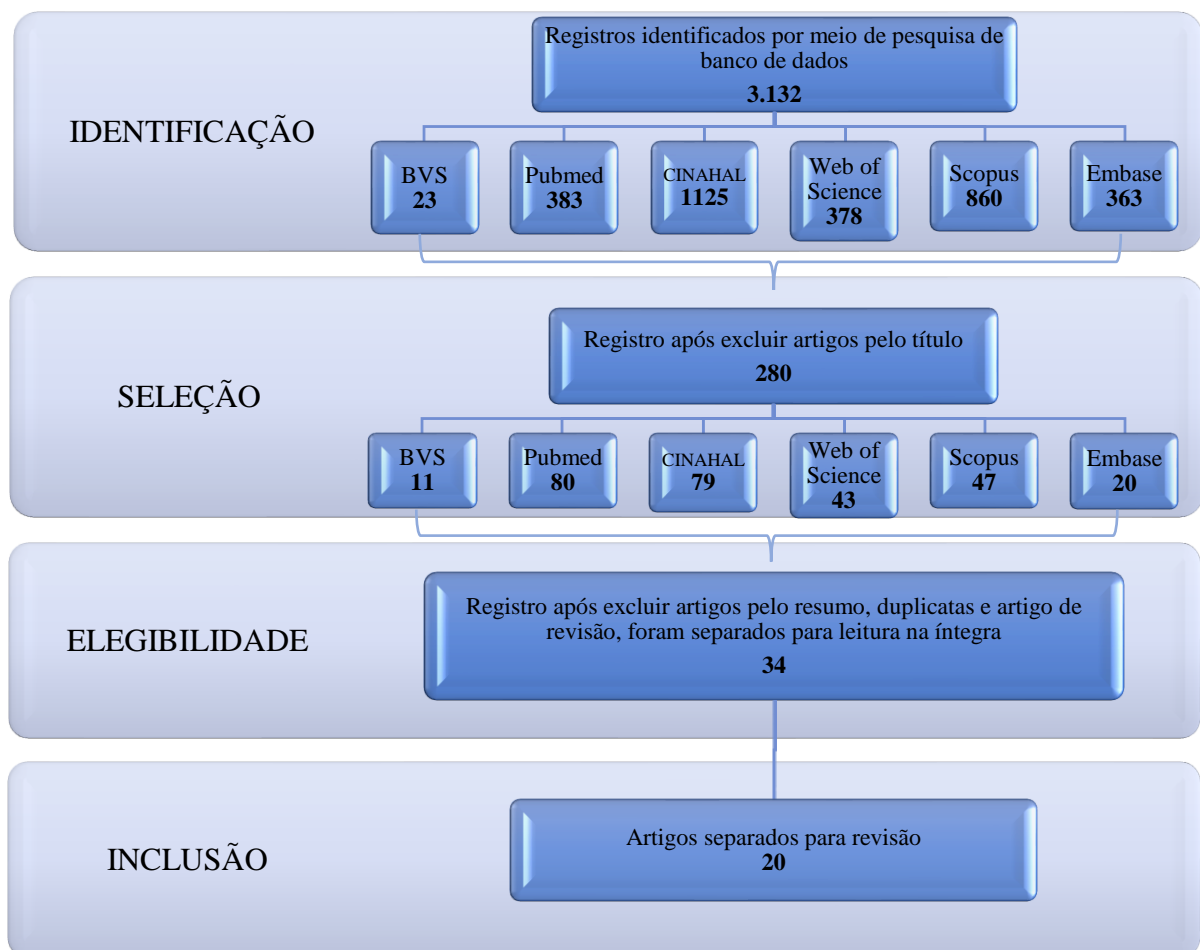 Registros identificados por meio de pesquisa de
banco de dados
3.132
IDENTIFICAÇÃO
BVS
23
Pubmed
383
CINAHAL
1125
Web of
Science
378
Scopus
860
Embase
363
Registro após excluir artigos pelo título
280
SELEÇÃO
BVS
11
Pubmed
80
CINAHAL
79
Web of
Science
43
Scopus
47
Embase
20
Registro após excluir artigos pelo resumo, duplicatas e artigo de
revisão, foram separados para leitura na íntegra
34
ELEGIBILIDADE
Artigos separados para revisão
20
INCLUSÃO